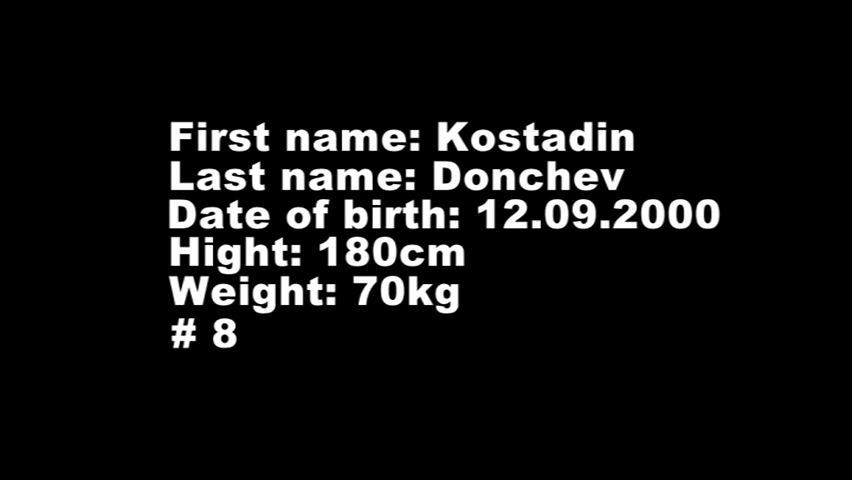 First name: Kostadin
Last name: Donchev
Date of birth: 12.09.2000
Hight: 180cm
Weight: 70kg
# 8